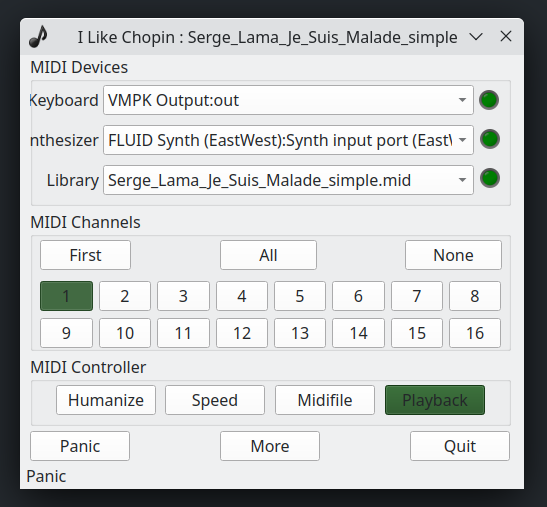 I Like Chopin : Serge_Lama_Je_Suis_Malade_simple
MIDI Devices
Keyboard VMPK Output:out
nthesizer FLUID Synth (EastWest):Synth input port (East
Library Serge_Lama_Je_Suis_Malade_simple.mid
MIDI Channels
First All None
1 2 3 4 5 6 7 8
9 10 11 12 13 14 15 16
MIDI Controller
Humanize Speed Midifile Playback
Panic More Quit
Panic